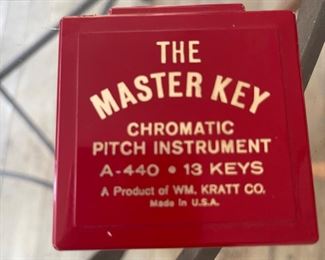 THE
MASTER KEY
CHROMATIC
PITCH INSTRUMENT
A-440 • 13 KEYS
A Product of WM. KRATT CO.
Made in U.S.A.